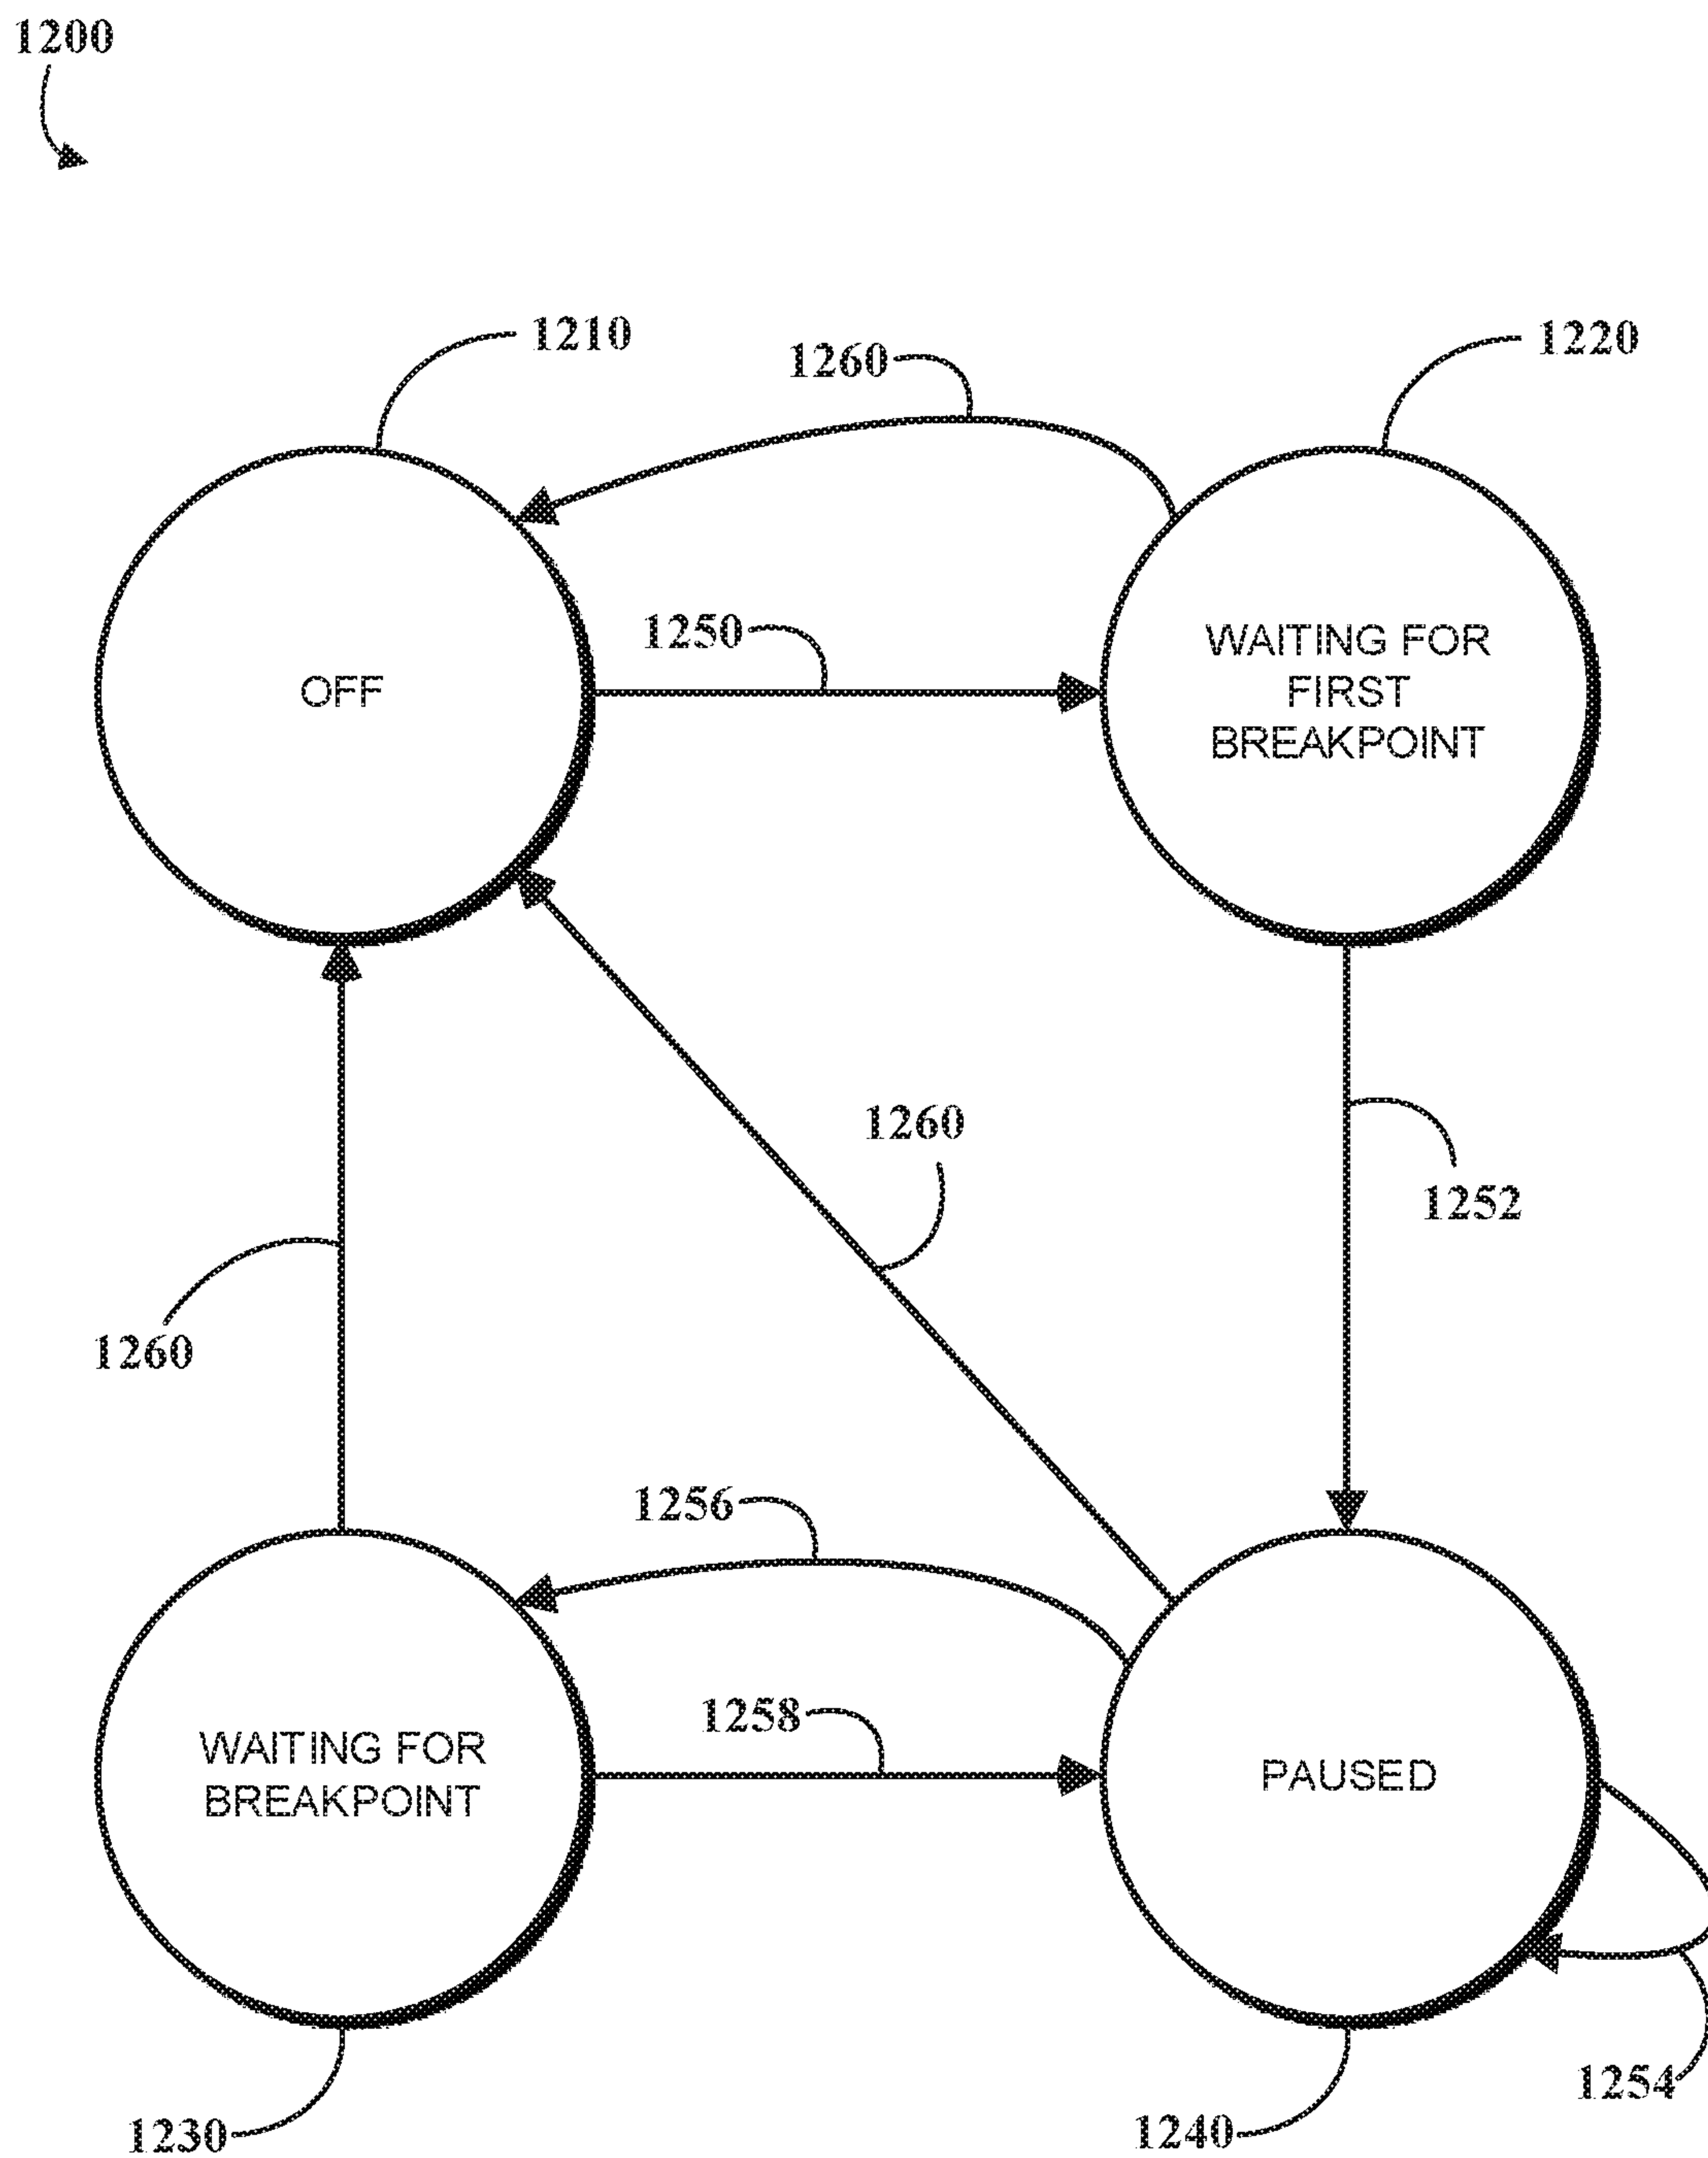 1200
1210
1260
1220
1250
OFF
WAITING FOR
FIRST
BREAKPOINT
1260
1252
1260
1256
1258
WAITING FOR
BREAKPOINT
PAUSED
1254
1230
1240